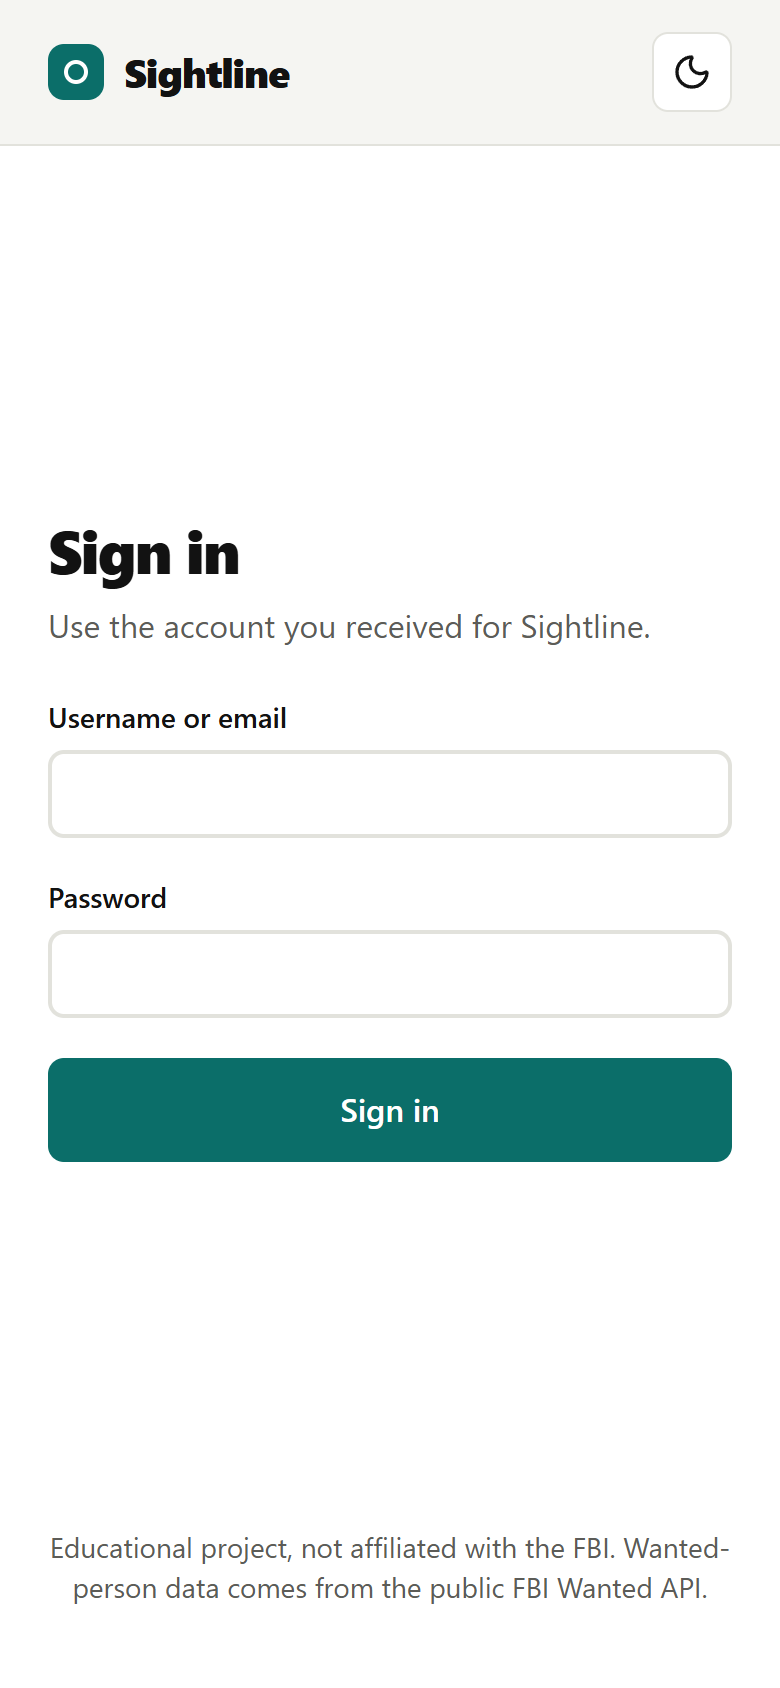 Sightline
Sign in
Use the account you received for Sightline.
Username or email
Password
Sign in
Educational project, not affiliated with the FBI. Wanted-
person data comes from the public FBI Wanted API.